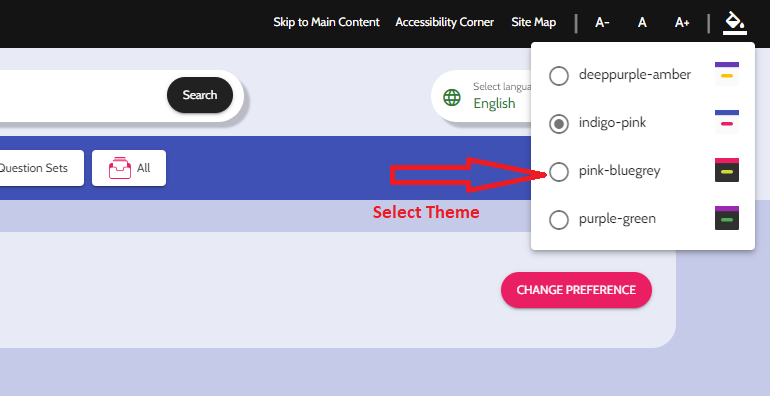 Skip to Main Content Accessibility Corner Site Map A- A A+
deeppurple-amber
indigo-pink
pink-bluegrey
purple-green
Search
Select langua
English
Question Sets All
Select Theme
CHANGE PREFERENCE